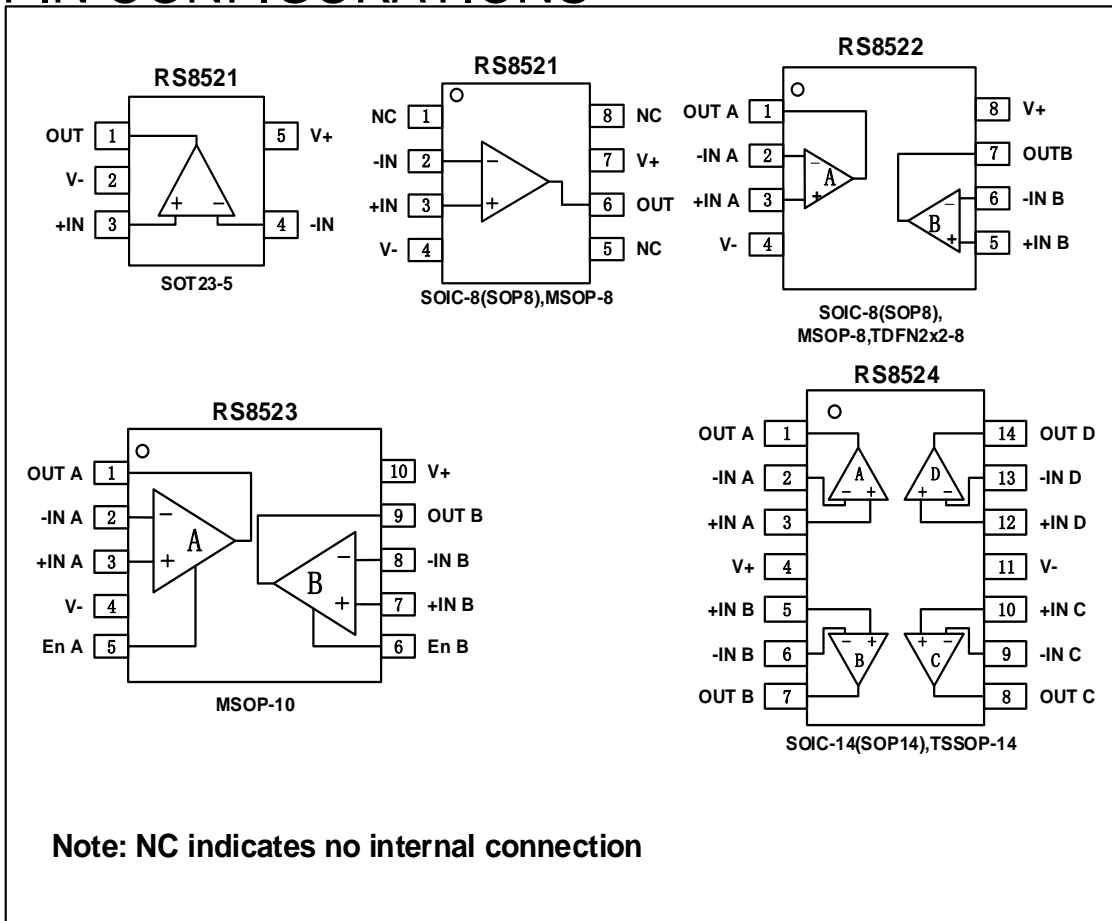 PIN CONFIGURATIONS
RS8521
OUT 1
V- 2
+IN 3
5 V+
4 -IN
+ −
SOT23-5
RS8521
NC 1
-IN 2
+IN 3
V- 4
8 NC
7 V+
6 OUT
5 NC
−
+
SOIC-8(SOP8),MSOP-8
RS8522
OUT A 1
-IN A 2
+IN A 3
V- 4
8 V+
7 OUTB
6 -IN B
5 +IN B
−
A
+
−
B
+
SOIC-8(SOP8),
MSOP-8,TDFN2x2-8
RS8523
OUT A 1
-IN A 2
+IN A 3
V- 4
En A 5
10 V+
9 OUT B
8 -IN B
7 +IN B
6 En B
−
A
+
−
B
+
MSOP-10
RS8524
OUT A 1
-IN A 2
+IN A 3
V+ 4
+IN B 5
-IN B 6
OUT B 7
14 OUT D
13 -IN D
12 +IN D
11 V-
10 +IN C
9 -IN C
8 OUT C
A
− +
D
+ −
− +
B
+ −
C
SOIC-14(SOP14),TSSOP-14
Note: NC indicates no internal connection